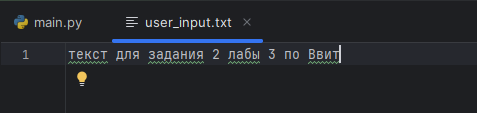 main.py
user_input.txt
1
текст для задания 2 лабы 3 по Ввит